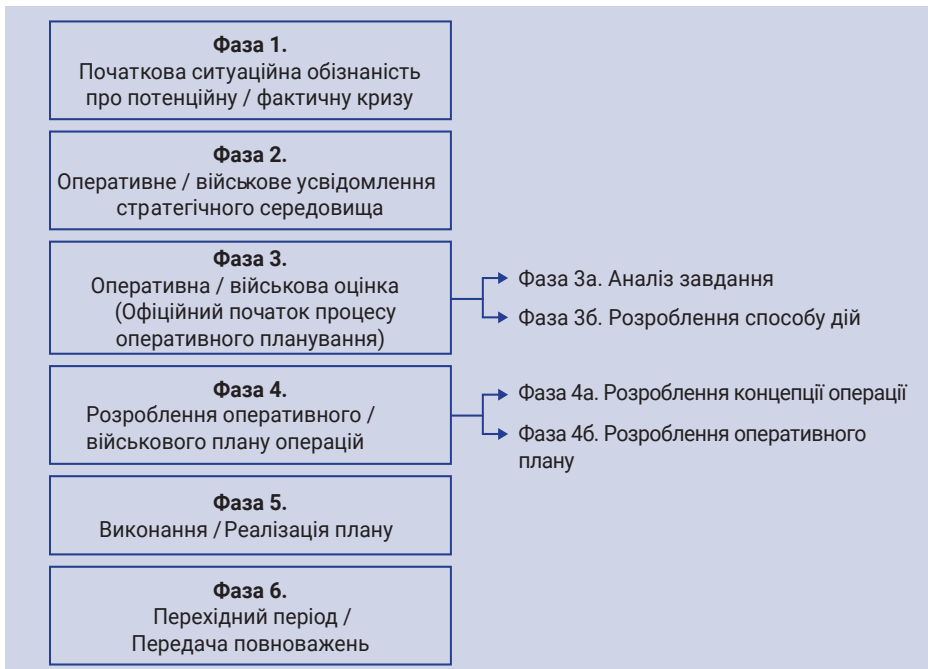 Фаза 1.
Початкова ситуаційна обізнаність
про потенційну / фактичну кризу
Фаза 2.
Оперативне / військове усвідомлення
стратегічного середовища
Фаза 3.
Оперативна / військова оцінка
(Офіційний початок процесу
оперативного планування)
Фаза 3а. Аналіз завдання
Фаза 3б. Розроблення способу дій
Фаза 4.
Розроблення оперативного /
військового плану операцій
Фаза 4а. Розроблення концепції операції
Фаза 4б. Розроблення оперативного
плану
Фаза 5.
Виконання / Реалізація плану
Фаза 6.
Перехідний період /
Передача повноважень